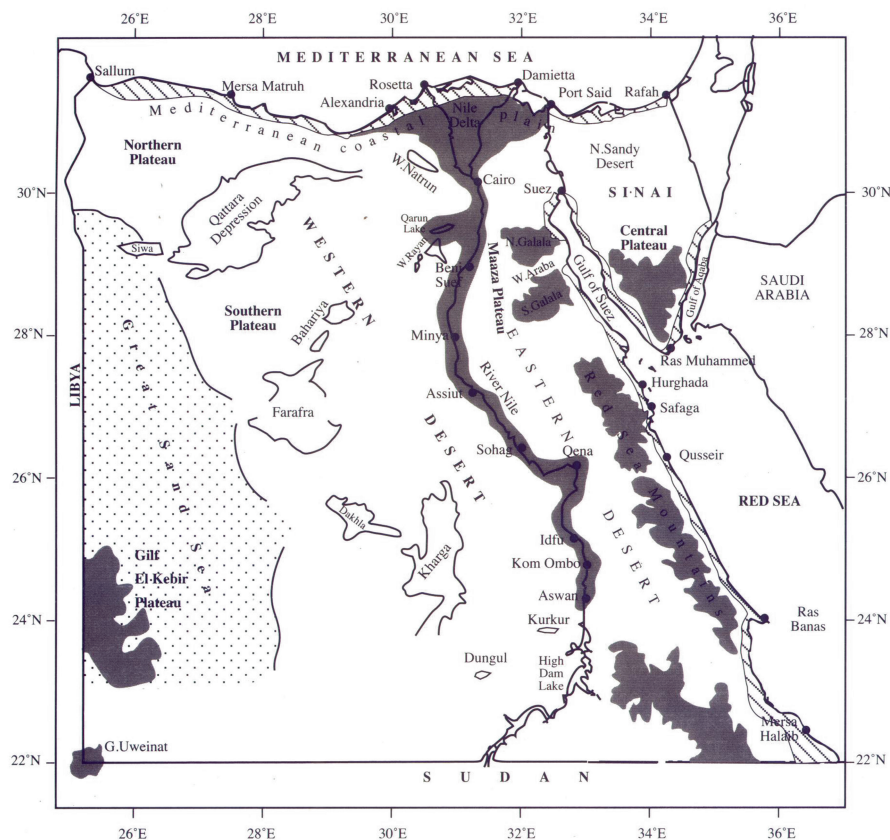 26°E 28°E 30°E 32°E 34°E 36°E
MEDITERRANEAN SEA
Sallum
Mersa Matruh
Rosetta
Damietta
Alexandria
Port Said
Rafah
Mediterranean coastal plain
Nile
Delta
Northern
Plateau
N.Sandy
Desert
W.Natrun
30°N
Cairo
Suez
SI·NAI
30°N
Qattara
Depression
Qarun
Lake
Siwa
W.Rayan
N.Galala
Central
Plateau
W.Araba
Beni
Suef
S.Galala
Gulf of Suez
Gulf of Aqaba
SAUDI
ARABIA
WESTERN
DESERT
Maaza Plateau
EASTERN
DESERT
Southern
Plateau
Bahariya
28°N
Minya
28°N
Ras Muhammed
LIBYA
Great Sand Sea
River Nile
Hurghada
Assiut
Safaga
Farafra
Red Sea Mountains
Sohag
Qena
Qusseir
26°N
26°N
Dakhla
Kharga
RED SEA
Idfu
Gilf
El-Kebir
Plateau
Kom Ombo
Aswan
24°N
24°N
Kurkur
Ras
Banas
Dungul
High
Dam
Lake
G.Uweinat
Mersa
Halaib
22°N
22°N
SUDAN
26°E 28°E 30°E 32°E 34°E 36°E